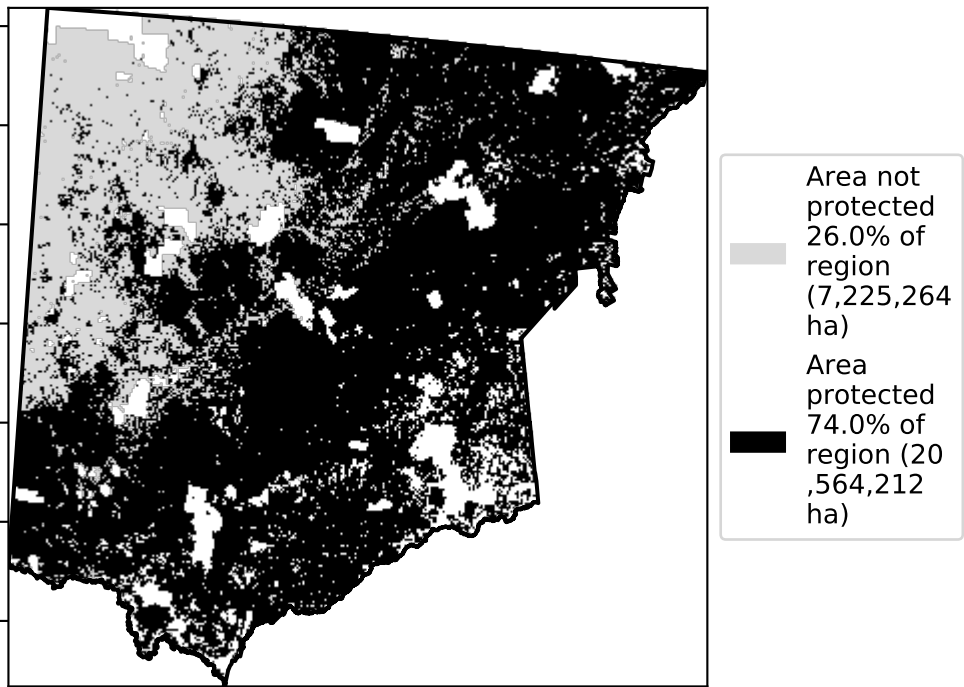 Area not
protected
26.0% of
region
(7,225,264
ha)
Area
protected
74.0% of
region (20
,564,212
ha)